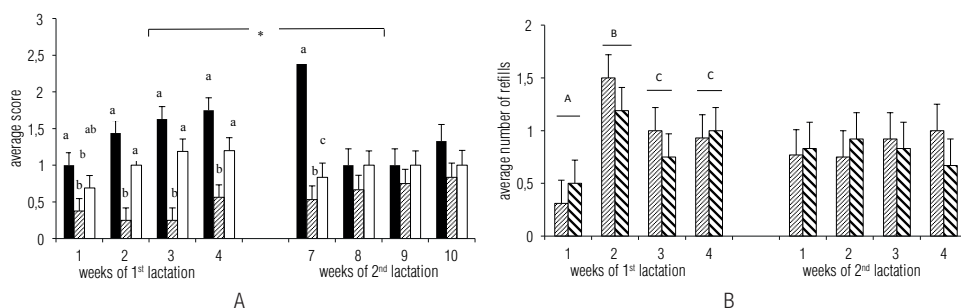 3
2,5
2
1,5
1
0,5
0
average score
*
a
a
a
a
a
ab
b
a
b
a
b
b
b
c
1 2 3 4 7 8 9 10
weeks of 1st lactation weeks of 2nd lactation
A
2
1,5
1
0,5
0
average number of refills
A
B
C
C
1 2 3 4 1 2 3 4
weeks of 1st lactation weeks of 2nd lactation
B